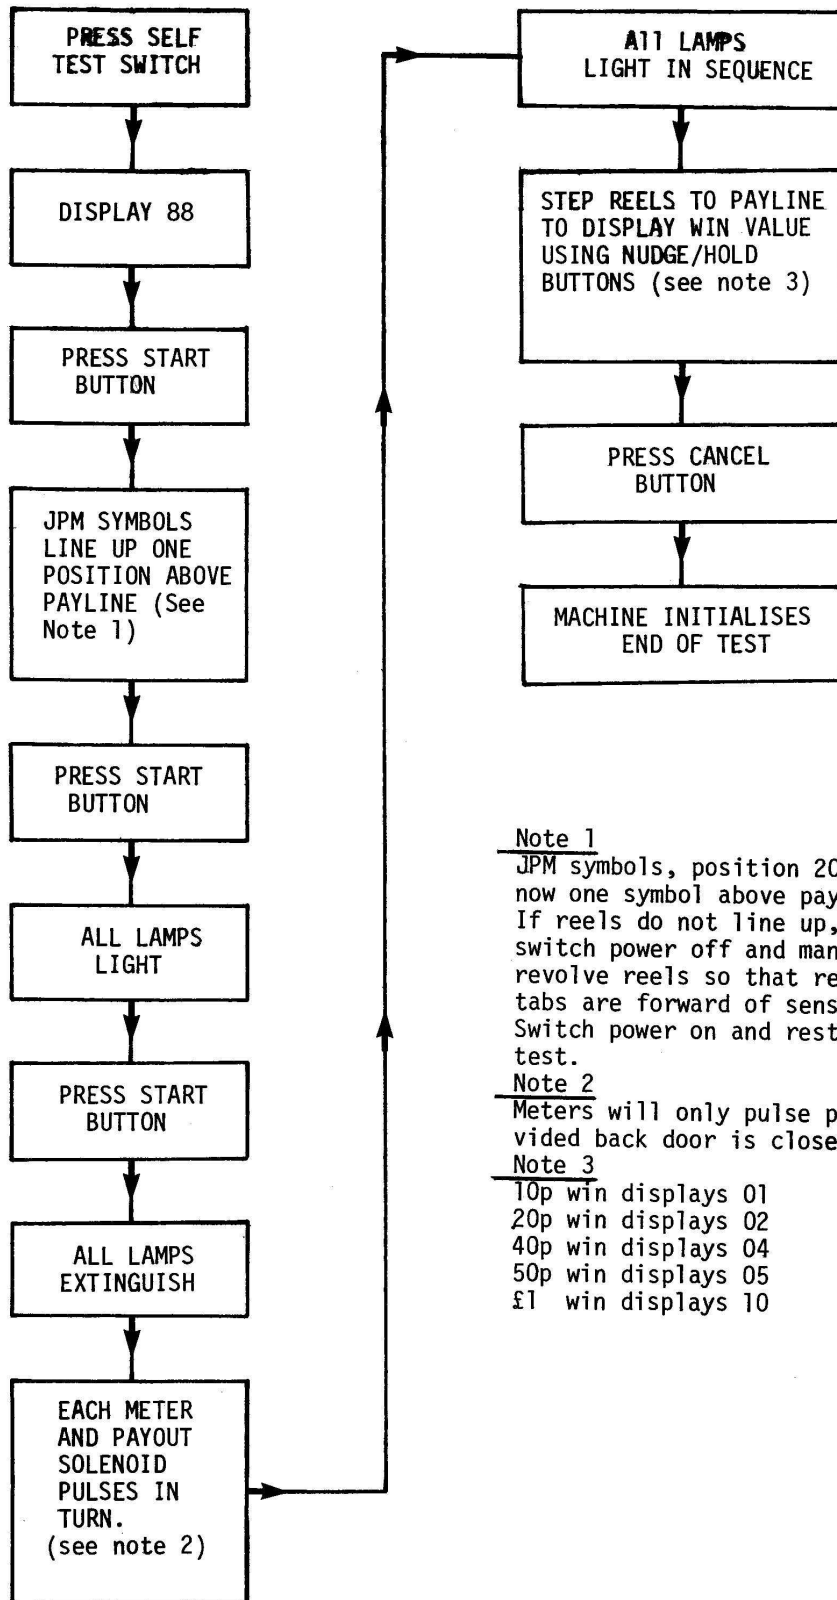 PRESS SELF
TEST SWITCH
DISPLAY 88
PRESS START
BUTTON
JPM SYMBOLS
LINE UP ONE
POSITION ABOVE
PAYLINE (See
Note 1)
PRESS START
BUTTON
ALL LAMPS
LIGHT
PRESS START
BUTTON
ALL LAMPS
EXTINGUISH
EACH METER
AND PAYOUT
SOLENOID
PULSES IN
TURN.
(see note 2)
All LAMPS
LIGHT IN SEQUENCE
STEP REELS TO PAYLINE
TO DISPLAY WIN VALUE
USING NUDGE/HOLD
BUTTONS (see note 3)
PRESS CANCEL
BUTTON
MACHINE INITIALISES
END OF TEST
Note 1
JPM symbols, position 20
now one symbol above pay
If reels do not line up,
switch power off and man
revolve reels so that re
tabs are forward of sens
Switch power on and rest
test.
Note 2
Meters will only pulse p
vided back door is close
Note 3
10p win displays 01
20p win displays 02
40p win displays 04
50p win displays 05
£1 win displays 10